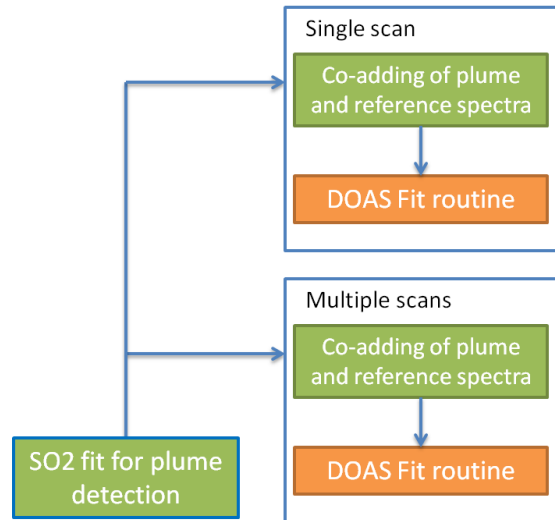 Single scan
Co-adding of plume
and reference spectra
DOAS Fit routine
Multiple scans
Co-adding of plume
and reference spectra
DOAS Fit routine
SO2 fit for plume
detection